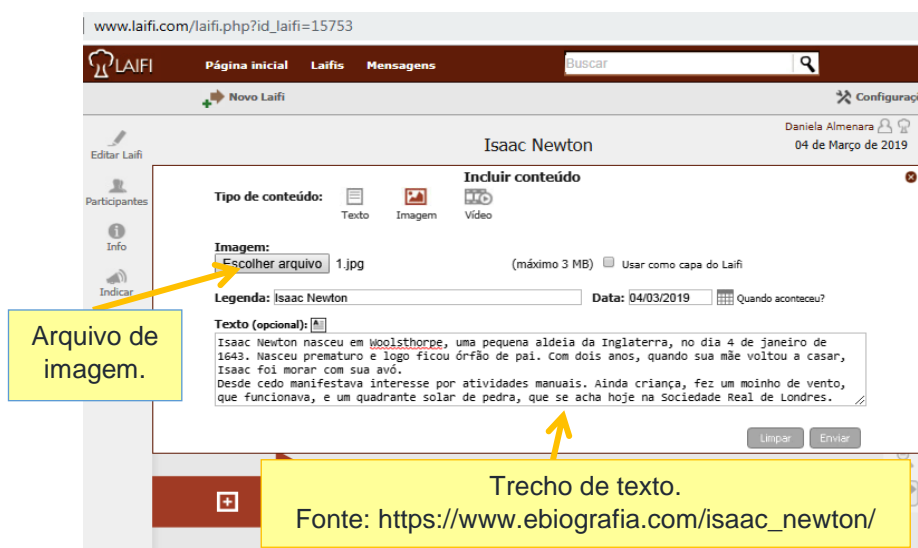 www.laifi.com/laifi.php?id_laifi=15753
LAIFI Página inicial Laifis Mensagens Buscar
Novo Laifi Configuraçı
Daniela Almenara
Isaac Newton 04 de Março de 2019
Editar Laifi
Participantes
Info
Indicar
Incluir conteúdo
Tipo de conteúdo: Texto Imagem Vídeo
Imagem:
Escolher arquivo 1.jpg (máximo 3 MB) Usar como capa do Laifi
Legenda: Isaac Newton Data: 04/03/2019 Quando aconteceu?
Texto (opcional):
Isaac Newton nasceu em Woolsthorpe, uma pequena aldeia da Inglaterra, no dia 4 de janeiro de
1643. Nasceu prematuro e logo ficou órfão de pai. Com dois anos, quando sua mãe voltou a casar,
Isaac foi morar com sua avó.
Desde cedo manifestava interesse por atividades manuais. Ainda criança, fez um moinho de vento,
que funcionava, e um quadrante solar de pedra, que se acha hoje na Sociedade Real de Londres.
Limpar Enviar
Arquivo de
imagem.
Trecho de texto.
Fonte: https://www.ebiografia.com/isaac_newton/